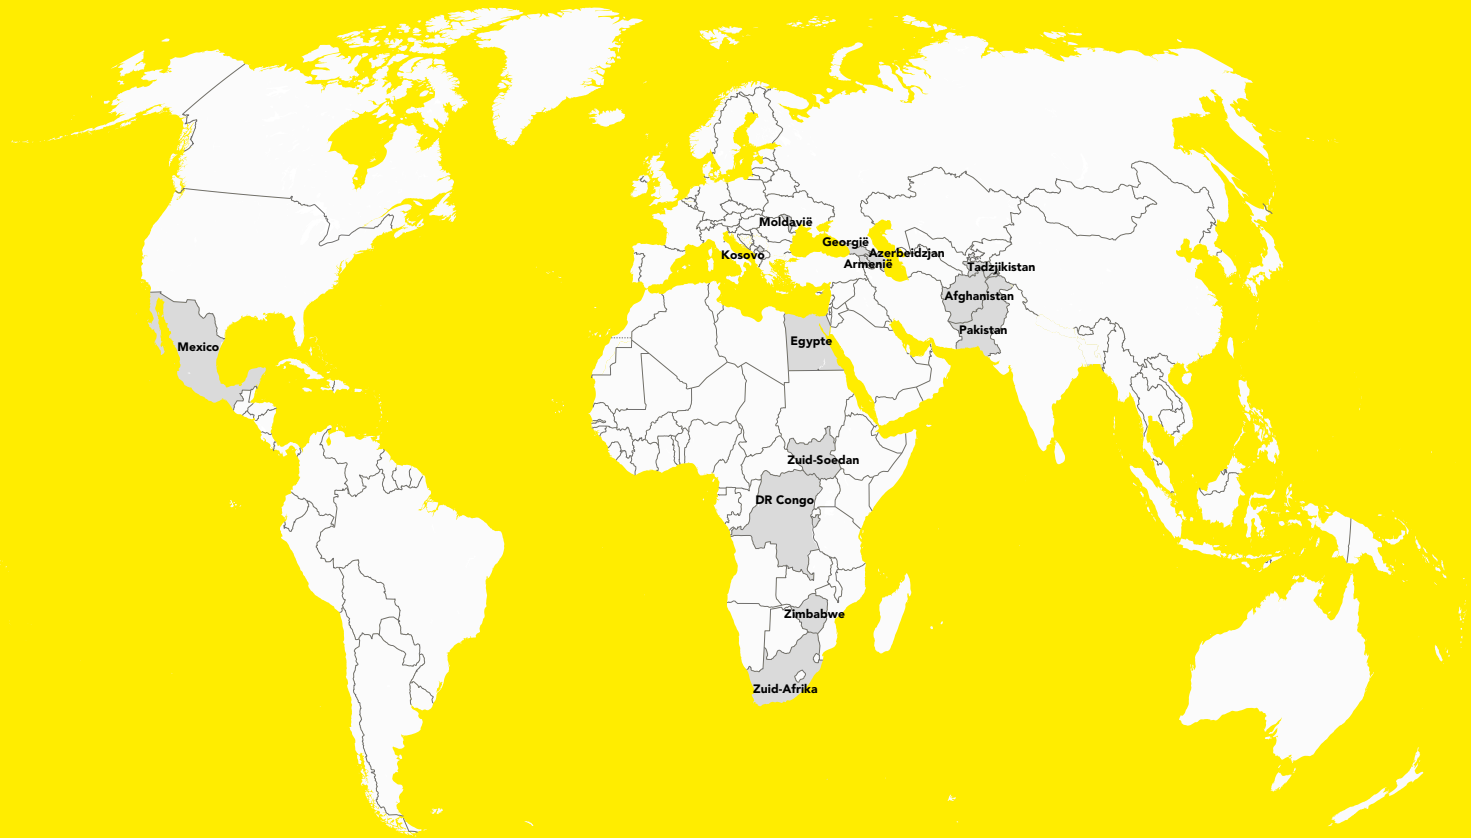 Moldavië
Georgië
Azerbeidzjan
Kosovo
Armenië
Tadzjikistan
Afghanistan
Pakistan
Egypte
Mexico
Zuid-Soedan
DR Congo
Zimbabwe
Zuid-Afrika